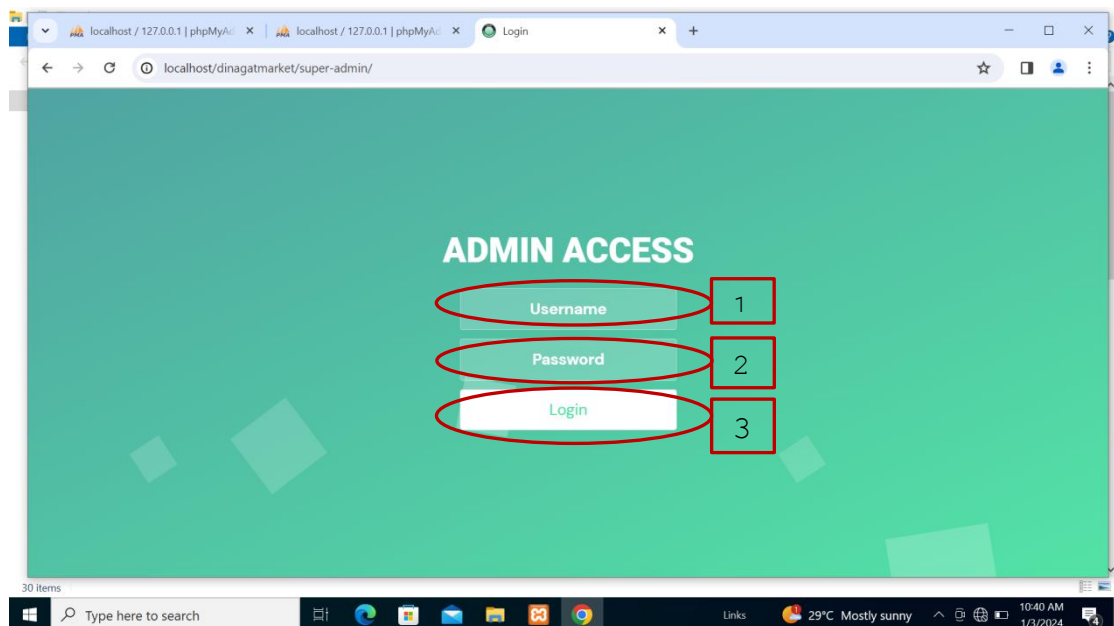 localhost / 127.0.0.1 | phpMyAd
localhost / 127.0.0.1 | phpMyAd
Login
localhost/dinagatmarket/super-admin/
ADMIN ACCESS
Username
1
Password
2
Login
3
30 items
Type here to search
Links
29°C Mostly sunny
10:40 AM
1/3/2024
4